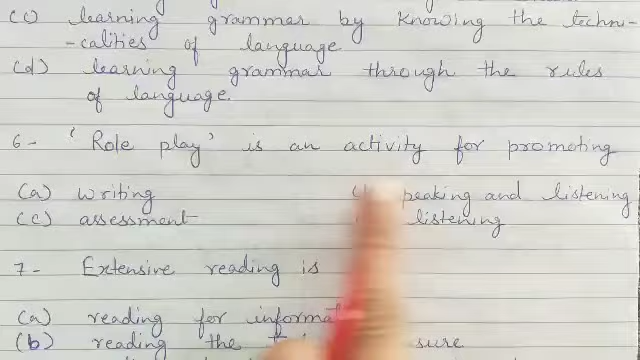 (c) learning grammar by knowing the techni-
-calities of language
(d) learning grammar through the rules
of language.
6- 'Role play' is an activity for promoting
(a) writing peaking and listening
(c) assessment listening
7- Extensive reading is
(a) reading for informat
(b) reading the sure